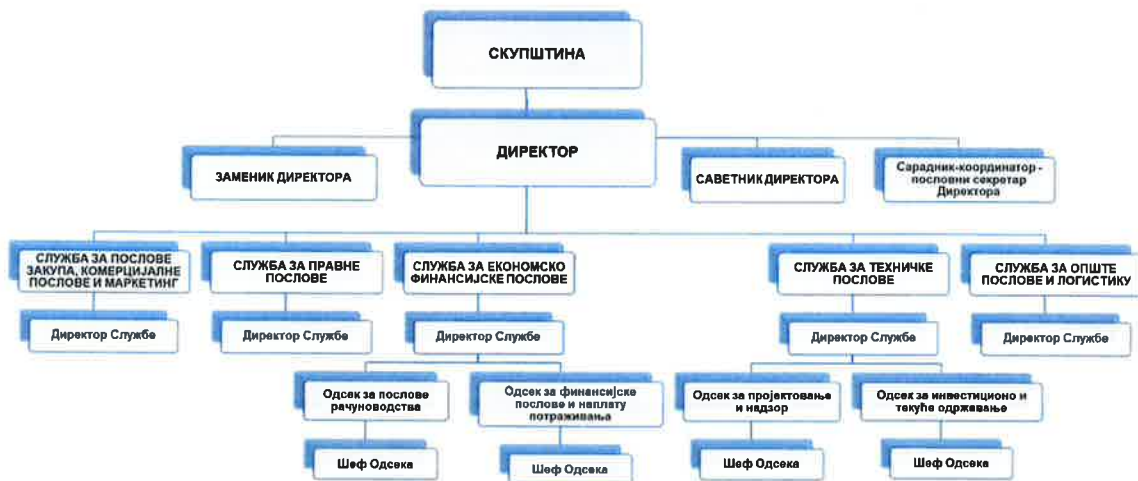 СКУПШТИНА
ДИРЕКТОР
ЗАМЕНИК ДИРЕКТОРА
САВЕТНИК ДИРЕКТОРА
Сарадник-координатор -
пословни секретар
Директора
СЛУЖБА ЗА ПОСЛОВЕ
ЗАКУПА, КОМЕРЦИЈАЛНЕ
ПОСЛОВЕ И МАРКЕТИНГ
СЛУЖБА ЗА ПРАВНЕ
ПОСЛОВЕ
СЛУЖБА ЗА ЕКОНОМСКО
ФИНАНСИЈСКЕ ПОСЛОВЕ
СЛУЖБА ЗА ТЕХНИЧКЕ
ПОСЛОВЕ
СЛУЖБА ЗА ОПШТЕ
ПОСЛОВЕ И ЛОГИСТИКУ
Директор Службе
Директор Службе
Директор Службе
Директор Службе
Директор Службе
Одсек за послове
рачуноводства
Одсек за финансијске
послове и наплату
потраживања
Одсек за пројектовање
и надзор
Одсек за инвестиционо и
текуће одржавање
Шеф Одсека
Шеф Одсека
Шеф Одсека
Шеф Одсека